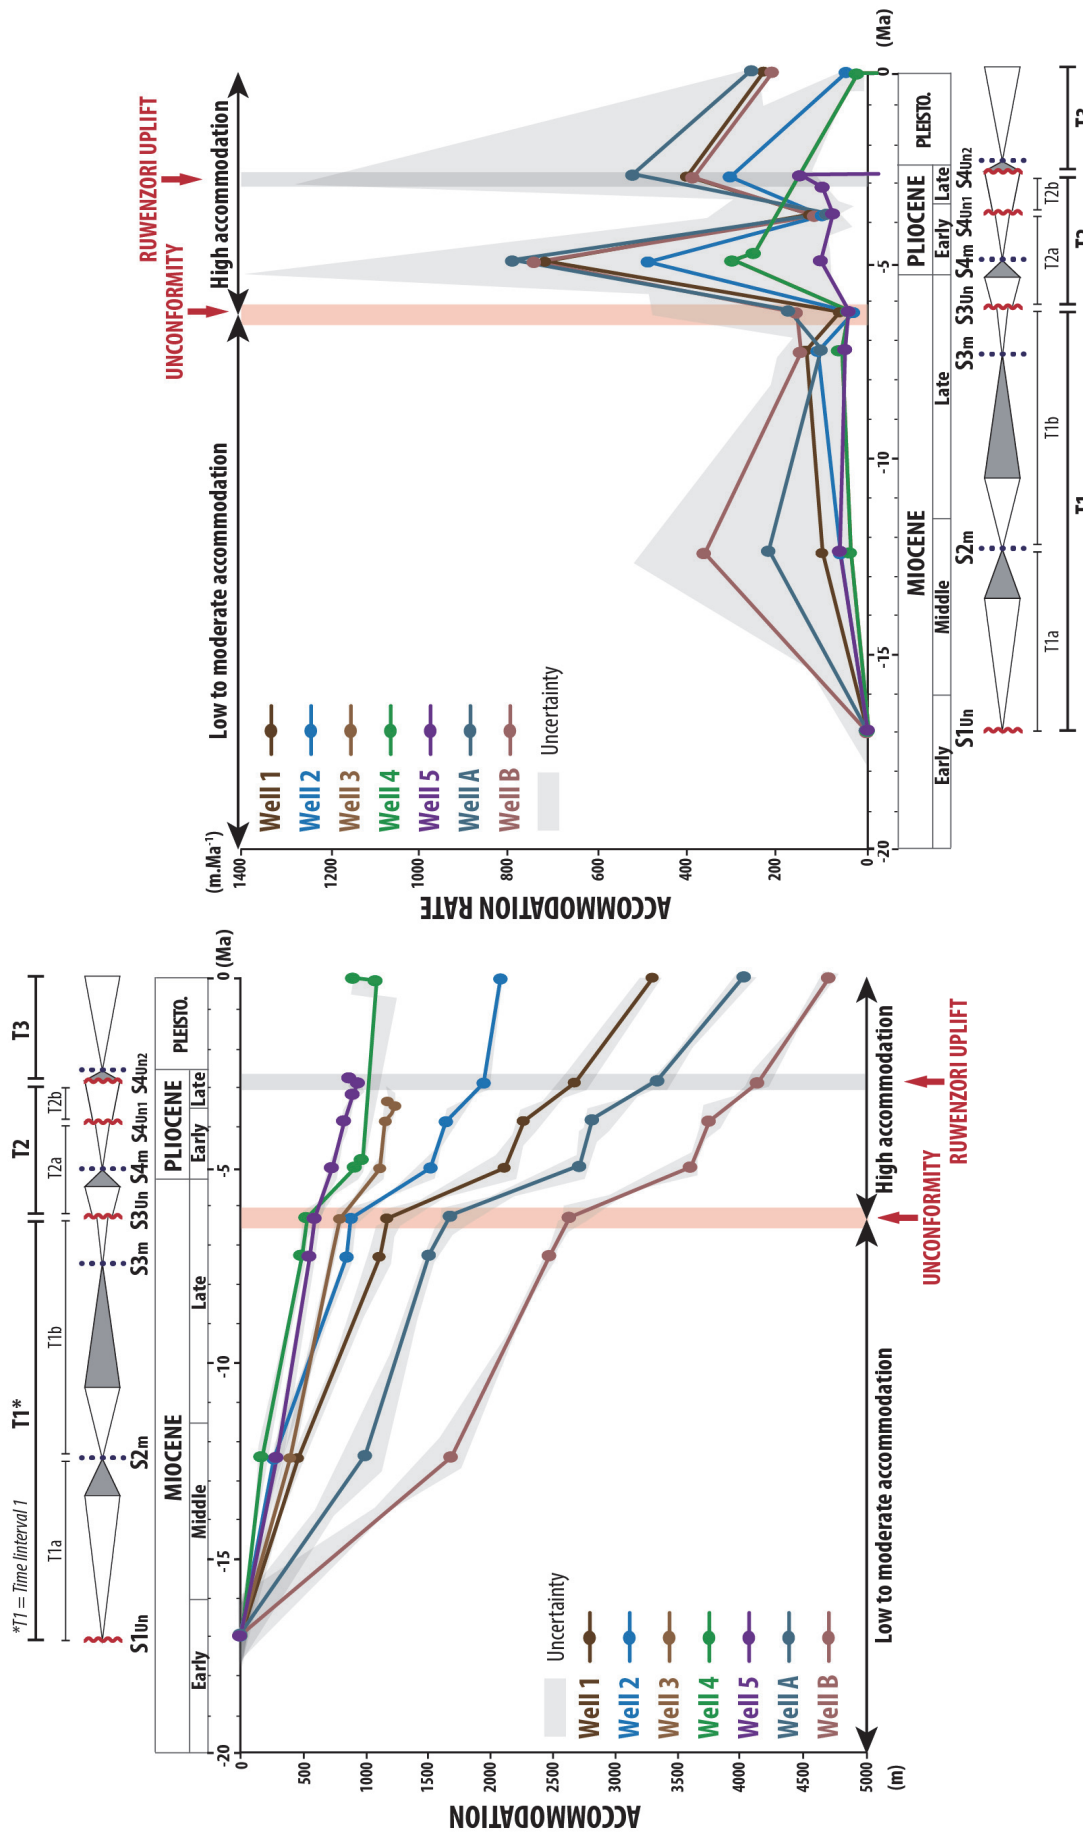 *T1 = Time Iinterval 1
T1*
T2
T3
T1a
T1b
T2a
T2b
S1Un
S2m
S3m
S3Un
S4m
S4Un1
S4Un2
MIOCENE
PLIOCENE
PLEISTO.
Early
Middle
Late
Early
Late
-20
-15
-10
-5
0 (Ma)
0
500
1000
1500
2000
2500
3000
3500
4000
4500
5000
(m)
ACCOMMODATION
Uncertainty
Well 1
Well 2
Well 3
Well 4
Well 5
Well A
Well B
Low to moderate accommodation
High accommodation
UNCONFORMITY
RUWENZORI UPLIFT
RUWENZORI UPLIFT
UNCONFORMITY
Low to moderate accommodation
High accommodation
(m.Ma⁻¹)
1400
1200
1000
800
600
400
200
0
ACCOMMODATION RATE
Well 1
Well 2
Well 3
Well 4
Well 5
Well A
Well B
Uncertainty
-20
-15
-10
-5
0
(Ma)
MIOCENE
PLIOCENE
PLEISTO.
Early
Middle
Late
Early
Late
S1Un
S2m
S3m
S3Un
S4m
S4Un1
S4Un2
T1a
T1b
T2a
T2b
T1
T2
T3